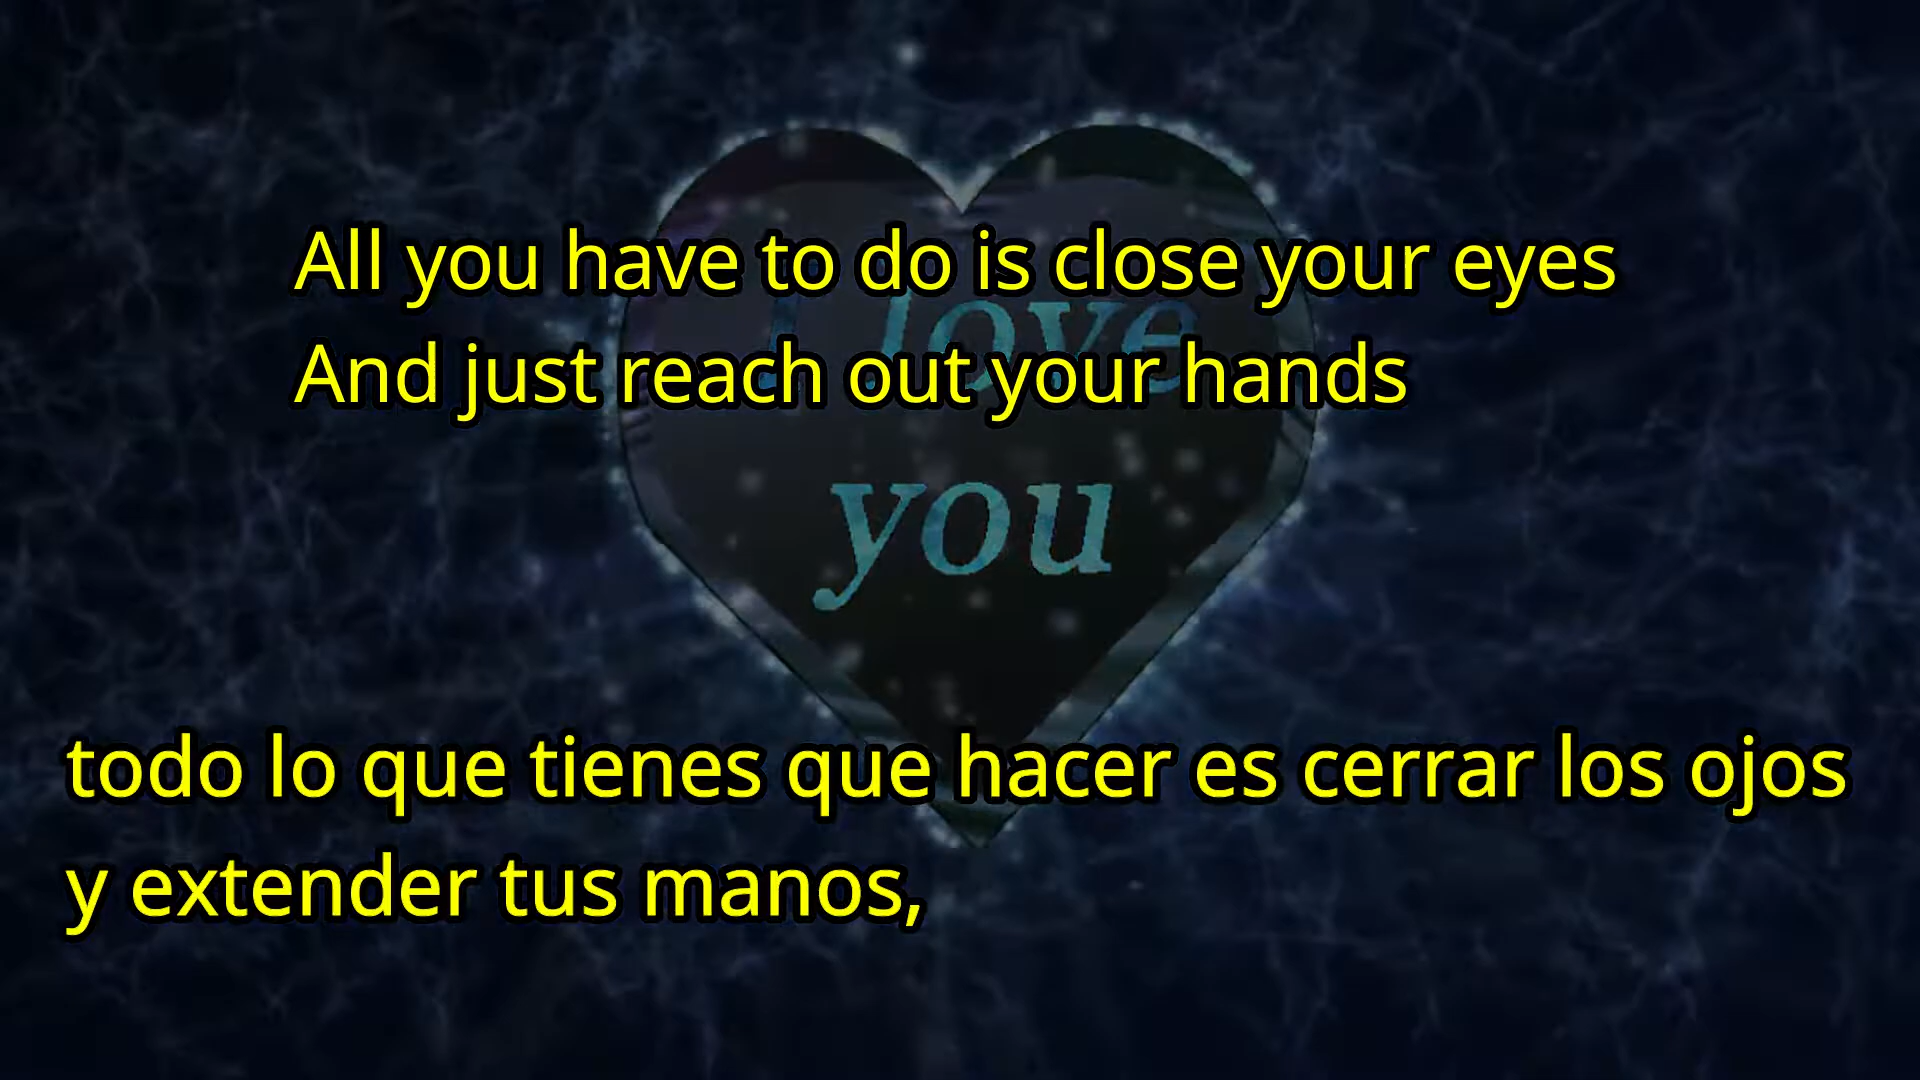 All you have to do is close your eyes
I love
And just reach out your hands
you
todo lo que tienes que hacer es cerrar los ojos
y extender tus manos,